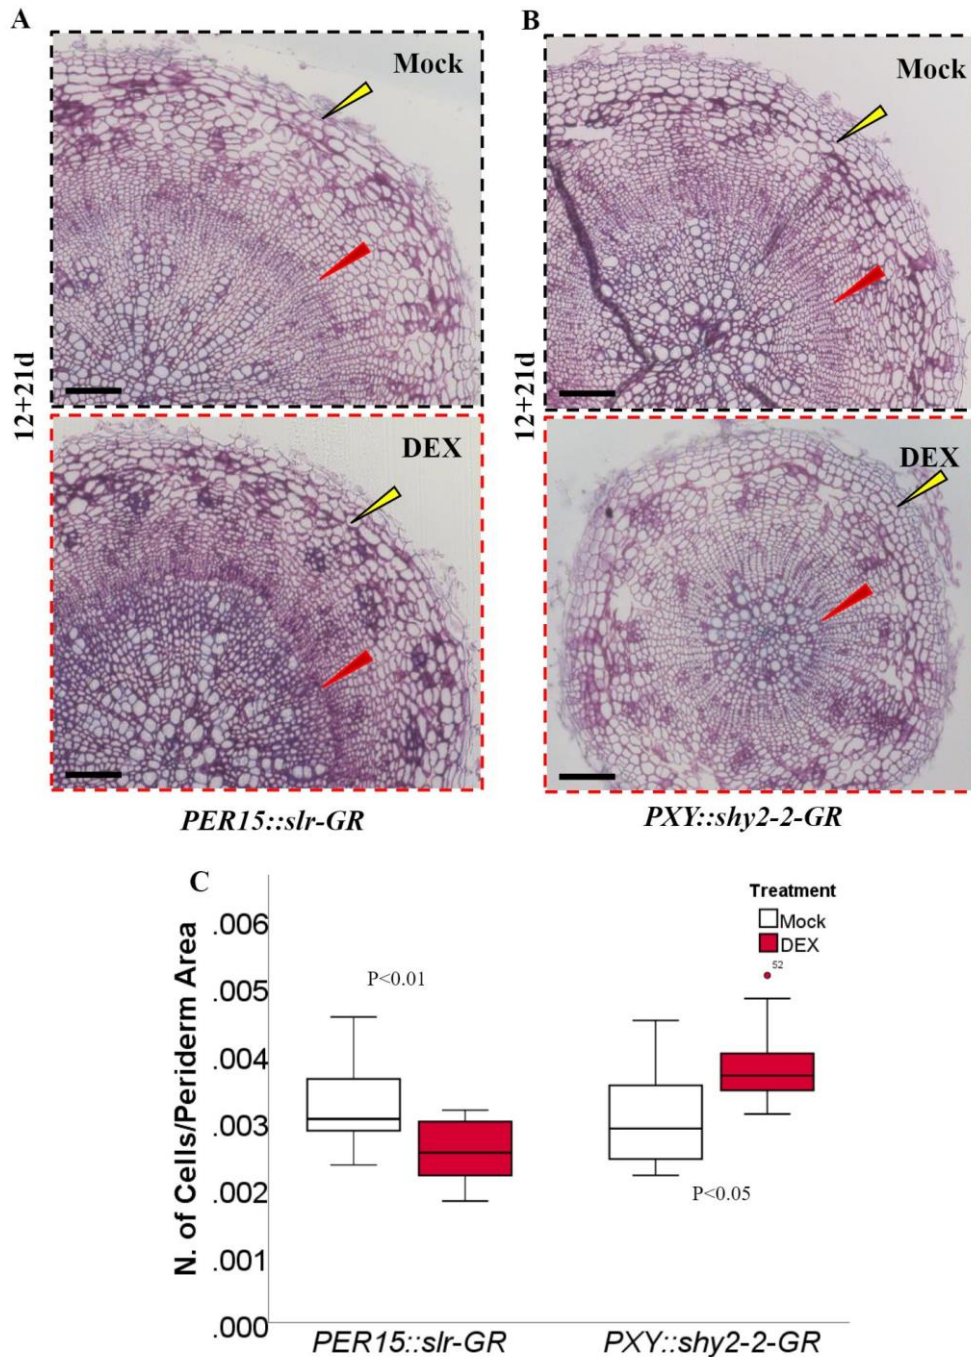 A
B
Mock
Mock
12+21d
12+21d
DEX
DEX
PER15::slr-GR
PXY::shy2-2-GR
C
Treatment
Mock
DEX
52
P<0.01
P<0.05
N. of Cells/Periderm Area
.006
.005
.004
.003
.002
.001
.000
PER15::slr-GR
PXY::shy2-2-GR